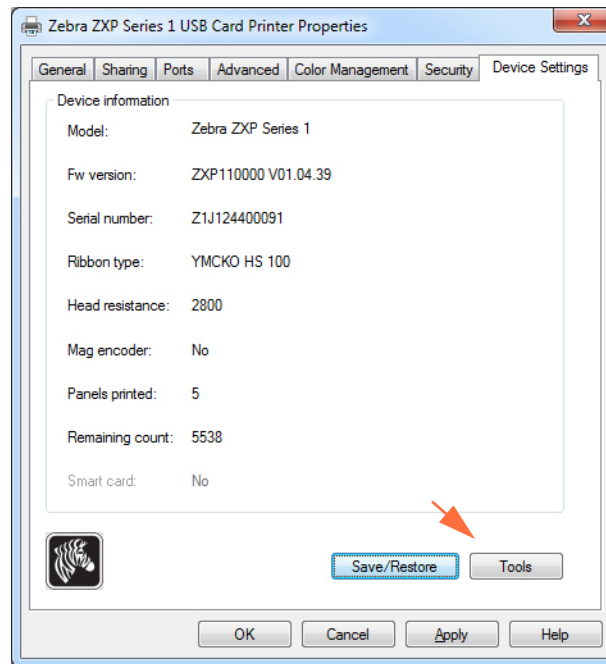 Zebra ZXP Series 1 USB Card Printer Properties
General Sharing Ports Advanced Color Management Security Device Settings
Device information
Model: Zebra ZXP Series 1
Fw version: ZXP110000 V01.04.39
Serial number: Z1J124400091
Ribbon type: YMCKO HS 100
Head resistance: 2800
Mag encoder: No
Panels printed: 5
Remaining count: 5538
Smart card: No
Save/Restore Tools
OK Cancel Apply Help